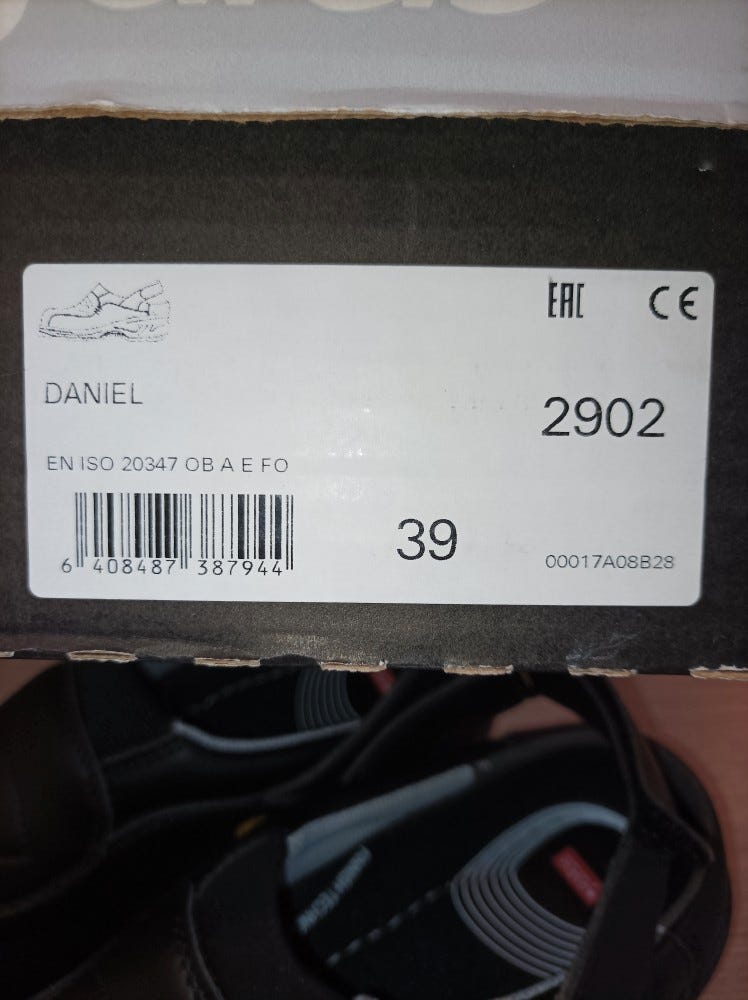 EAC CE
DANIEL
2902
EN ISO 20347 OB A E FO
39
00017A08B28
6 408487 387944